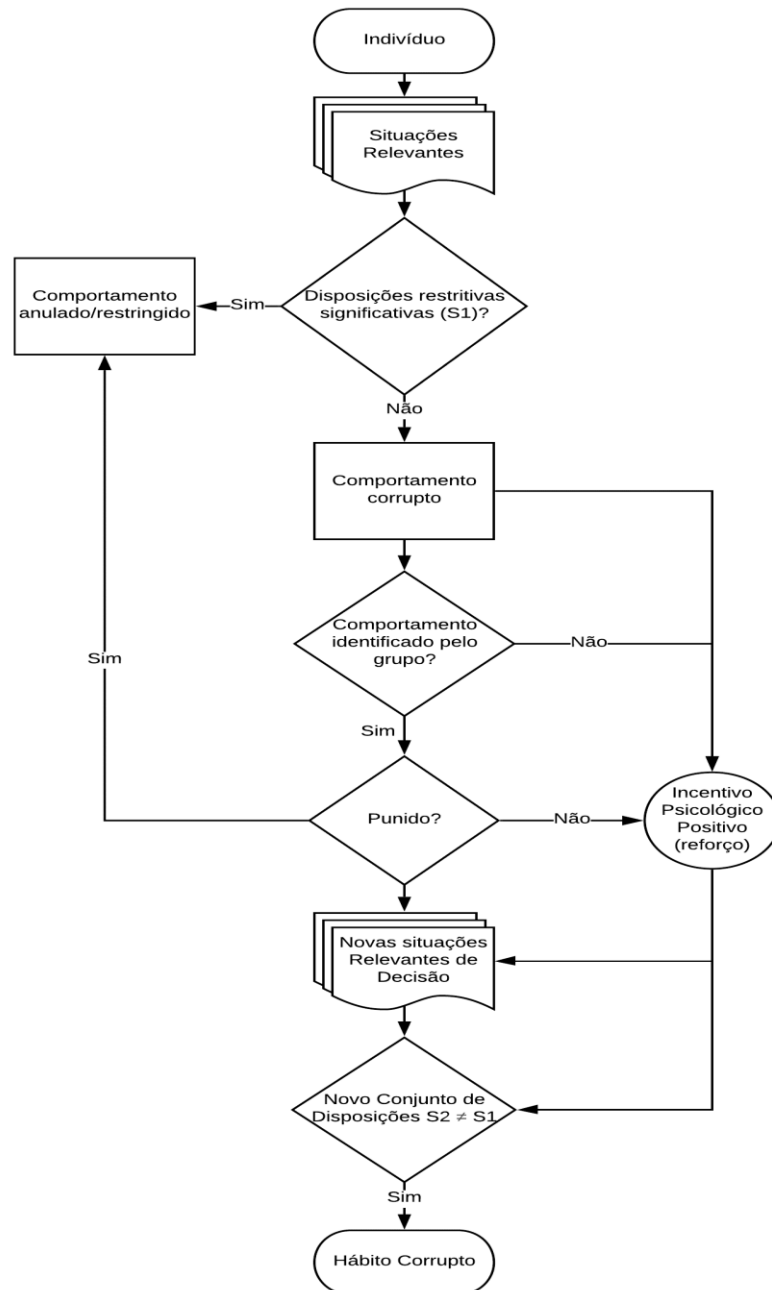 Indivíduo
Situações
Relevantes
Disposições restritivas
significativas (S1)?
Sim
Comportamento
anulado/restringido
Não
Comportamento
corrupto
Comportamento
identificado pelo
grupo?
Não
Sim
Sim
Punido?
Não
Incentivo
Psicológico
Positivo
(reforço)
Novas situações
Relevantes de
Decisão
Novo Conjunto de
Disposições S2 ≠ S1
Sim
Hábito Corrupto